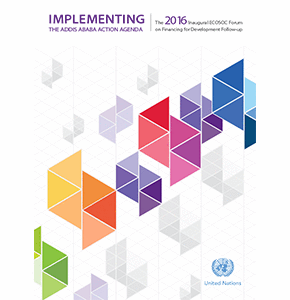 IMPLEMENTING
THE ADDIS ABABA ACTION AGENDA
The 2016 Inaugural ECOSOC Forum
on Financing for Development Follow-up
United Nations